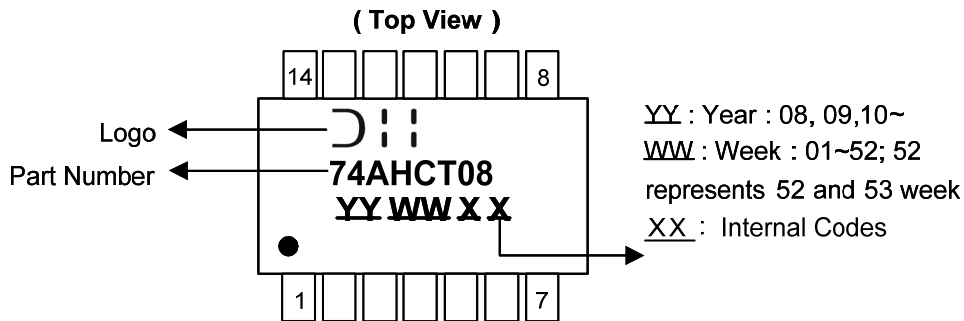 ( Top View )
14 8
Logo
Part Number
74AHCT08
YY WW X X
1 7
YY : Year : 08, 09,10~
WW : Week : 01~52; 52
represents 52 and 53 week
XX : Internal Codes